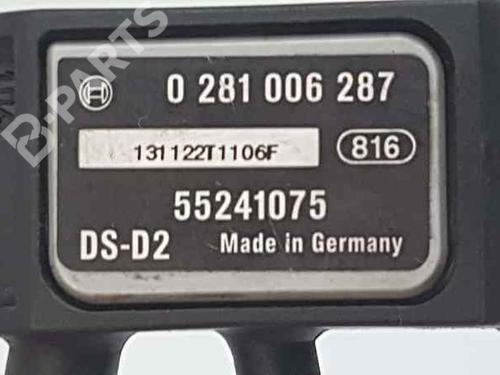 0 281 006 287
131122T1106F
816
55241075
DS-D2 Made in Germany
B-PARTS